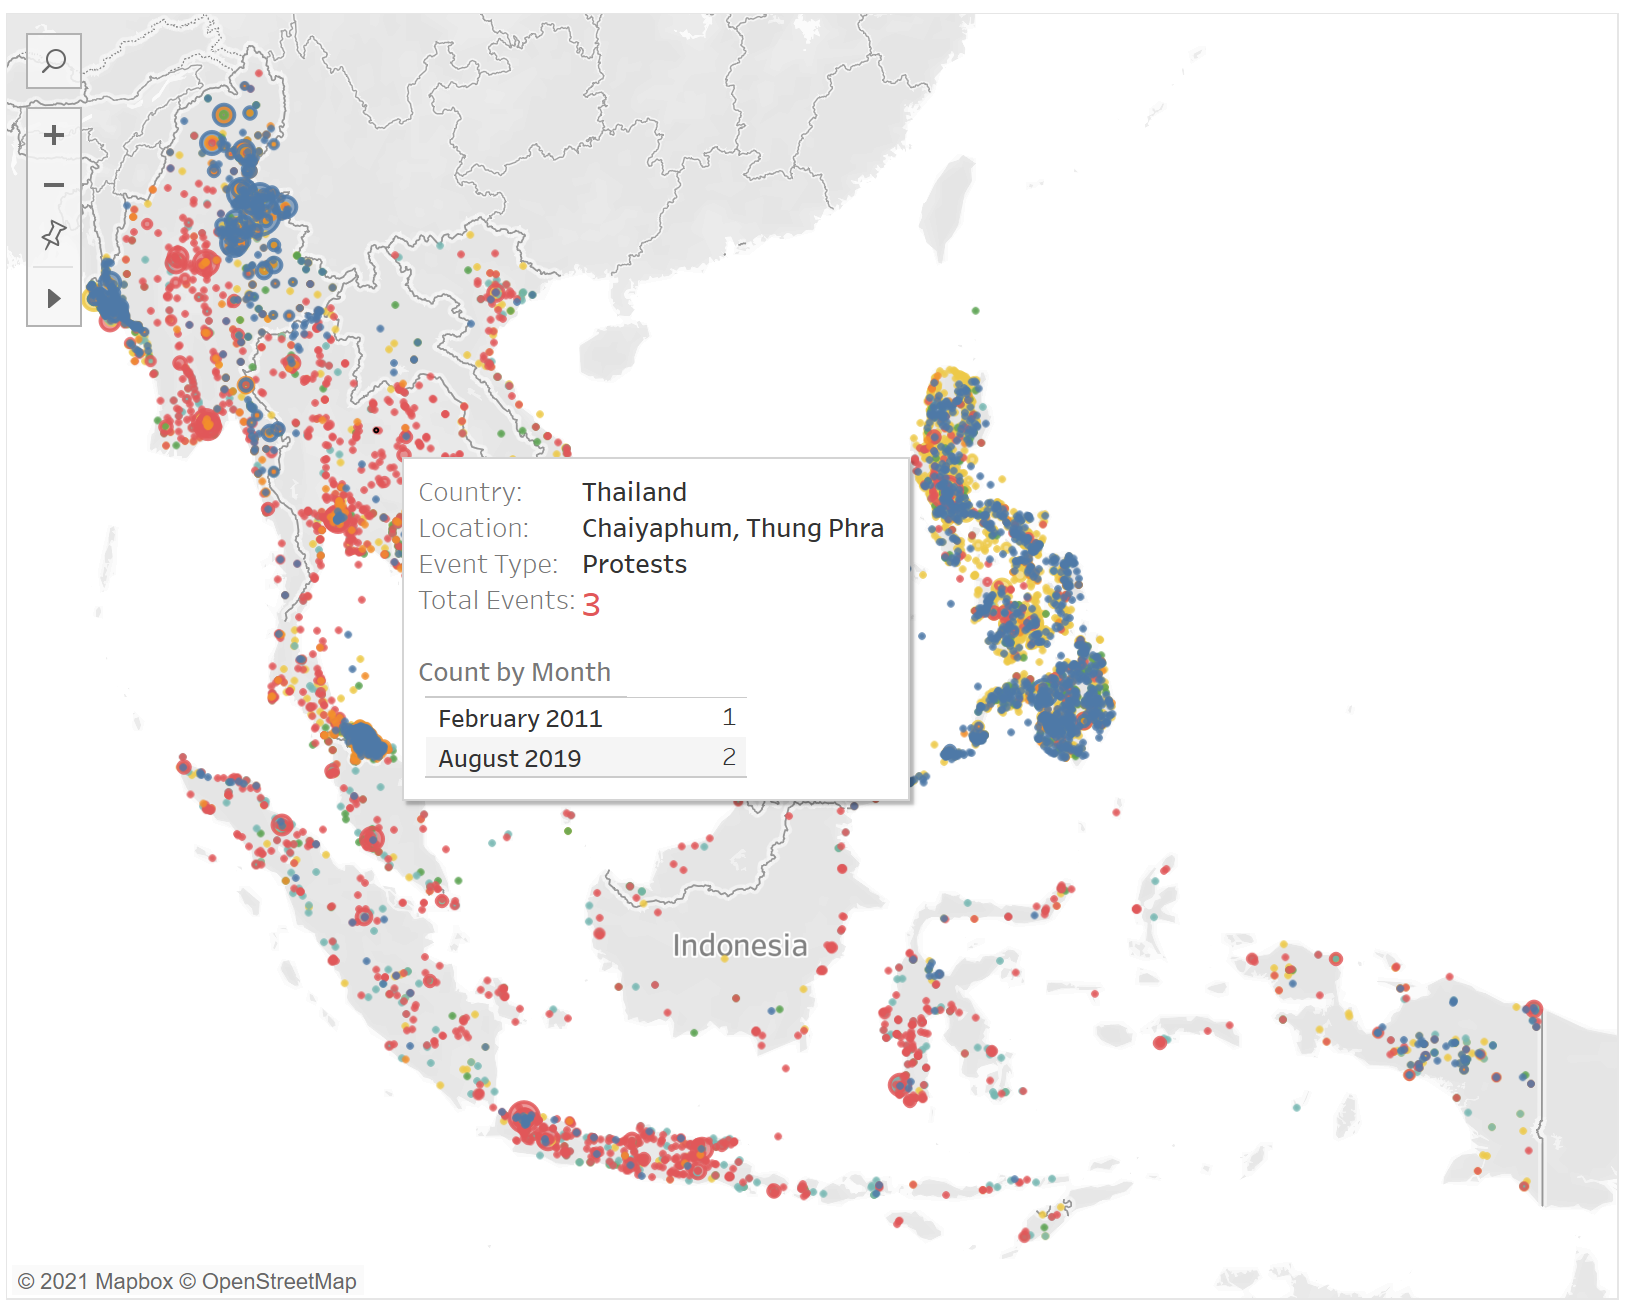 Country: Thailand
Location: Chaiyaphum, Thung Phra
Event Type: Protests
Total Events: 3
Count by Month
February 2011 1
August 2019 2
Indonesia
© 2021 Mapbox © OpenStreetMap